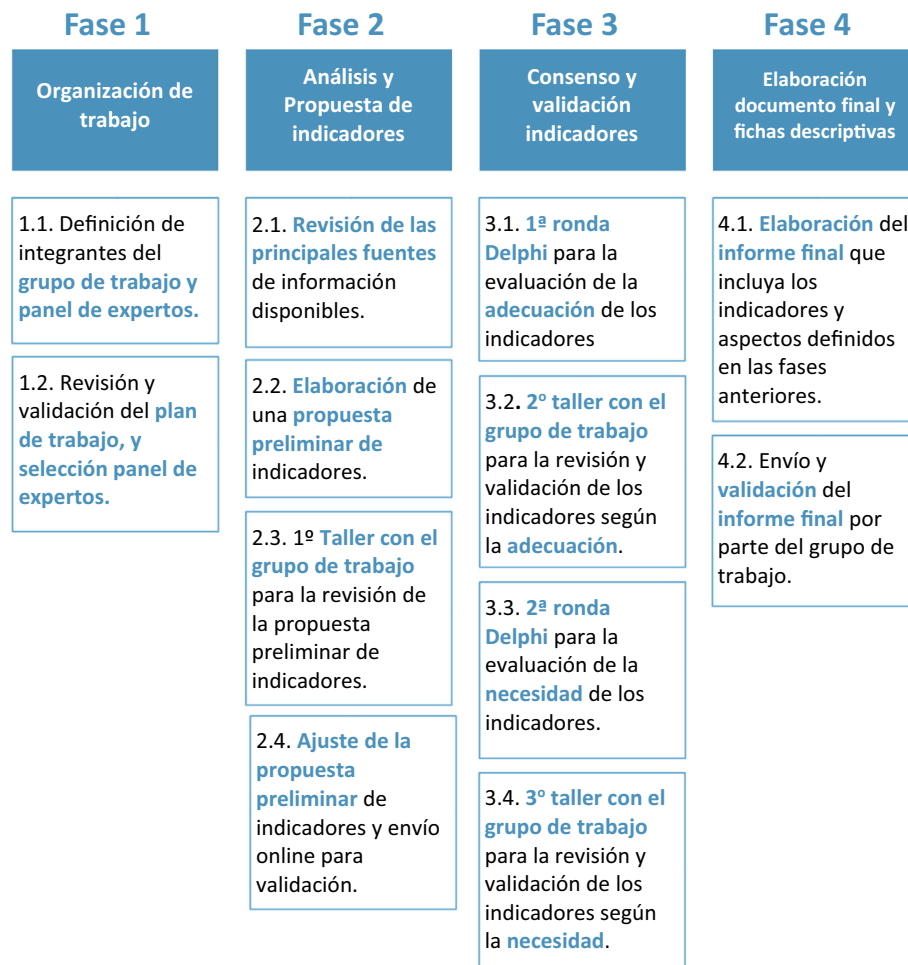 Fase 1
Organización de
trabajo
1.1. Definición de
integrantes del
grupo de trabajo y
panel de expertos.
1.2. Revisión y
validación del plan
de trabajo, y
selección panel de
expertos.
Fase 2
Análisis y
Propuesta de
indicadores
2.1. Revisión de las
principales fuentes
de información
disponibles.
2.2. Elaboración de
una propuesta
preliminar de
indicadores.
2.3. 1º Taller con el
grupo de trabajo
para la revisión de
la propuesta
preliminar de
indicadores.
2.4. Ajuste de la
propuesta
preliminar de
indicadores y envío
online para
validación.
Fase 3
Consenso y
validación
indicadores
3.1. 1ª ronda
Delphi para la
evaluación de la
adecuación de los
indicadores
3.2. 2º taller con el
grupo de trabajo
para la revisión y
validación de los
indicadores según
la adecuación.
3.3. 2ª ronda
Delphi para la
evaluación de la
necesidad de los
indicadores.
3.4. 3º taller con el
grupo de trabajo
para la revisión y
validación de los
indicadores según
la necesidad.
Fase 4
Elaboración
documento final y
fichas descriptivas
4.1. Elaboración del
informe final que
incluya los
indicadores y
aspectos definidos
en las fases
anteriores.
4.2. Envío y
validación del
informe final por
parte del grupo de
trabajo.